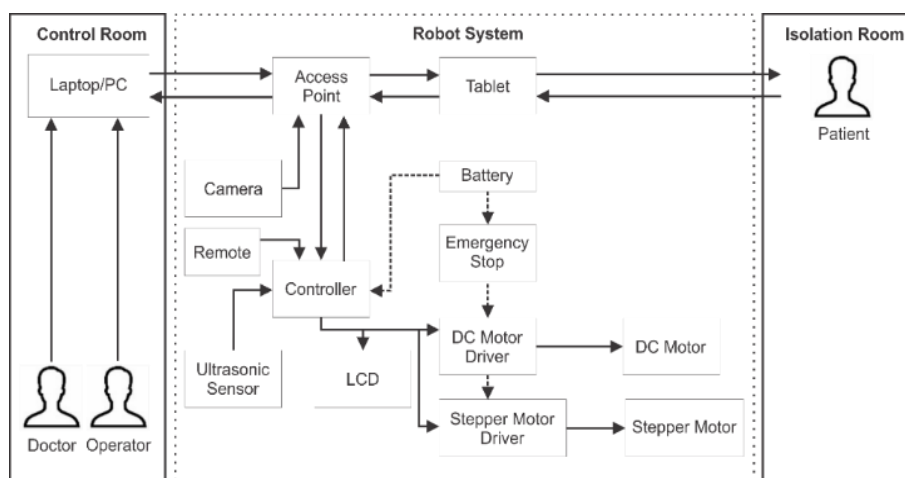 Control Room
Robot System
Isolation Room
Laptop/PC
Access
Point
Tablet
Patient
Camera
Battery
Remote
Emergency
Stop
Controller
Ultrasonic
Sensor
LCD
DC Motor
Driver
DC Motor
Stepper Motor
Driver
Stepper Motor
Doctor
Operator